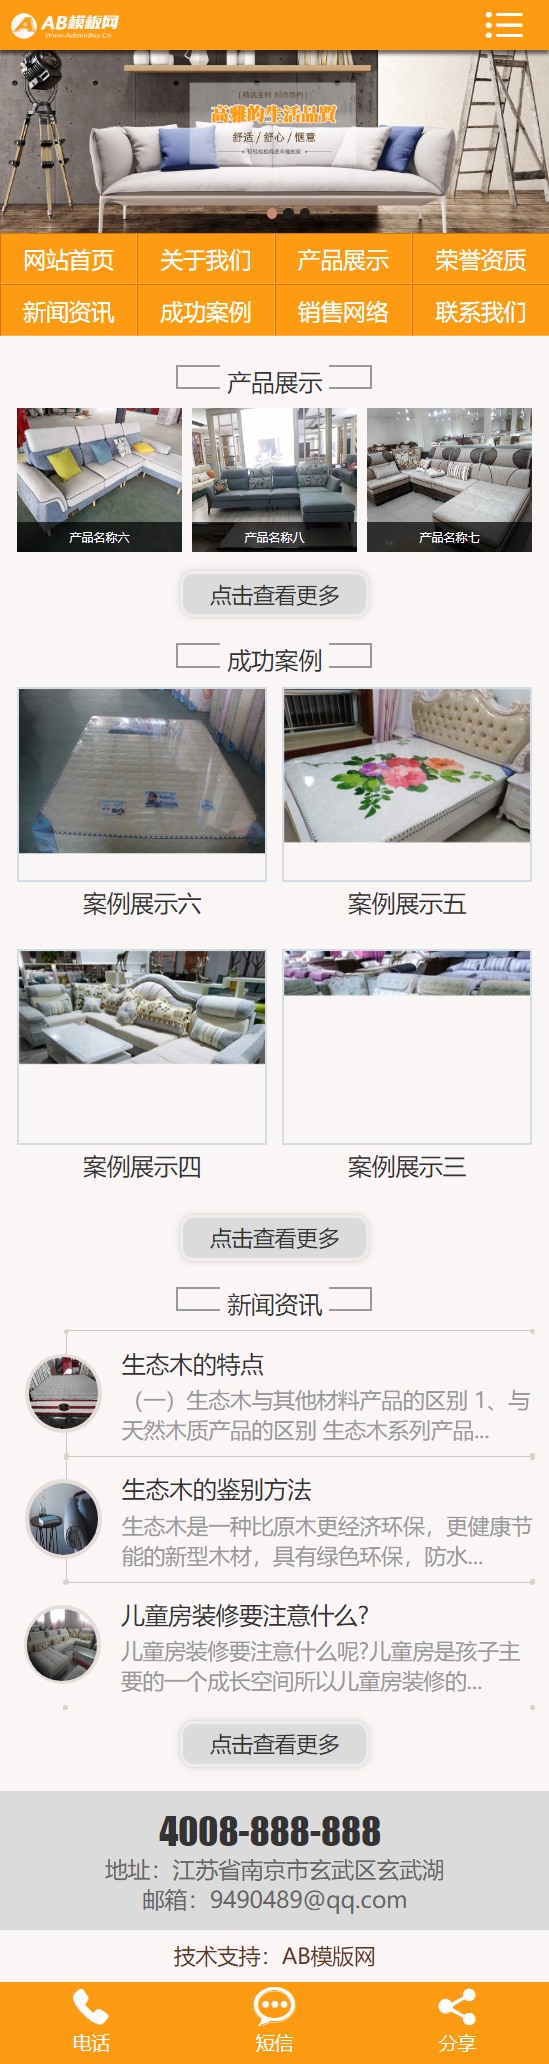 AB模板网
Www.AdminBuy.Cn
[ 精选主材 时尚简约 ]
高雅的生活品質
舒适 / 舒心 / 惬意
网站首页 关于我们 产品展示 荣誉资质
新闻资讯 成功案例 销售网络 联系我们
产品展示
产品名称六 产品名称八 产品名称七
点击查看更多
成功案例
案例展示六 案例展示五
案例展示四 案例展示三
点击查看更多
新闻资讯
生态木的特点
（一）生态木与其他材料产品的区别 1、与
天然木质产品的区别 生态木系列产品...
生态木的鉴别方法
生态木是一种比原木更经济环保，更健康节
能的新型木材，具有绿色环保，防水...
儿童房装修要注意什么?
儿童房装修要注意什么呢?儿童房是孩子主
要的一个成长空间所以儿童房装修的...
点击查看更多
4008-888-888
地址：江苏省南京市玄武区玄武湖
邮箱：9490489@qq.com
技术支持：AB模版网
电话 短信 分享